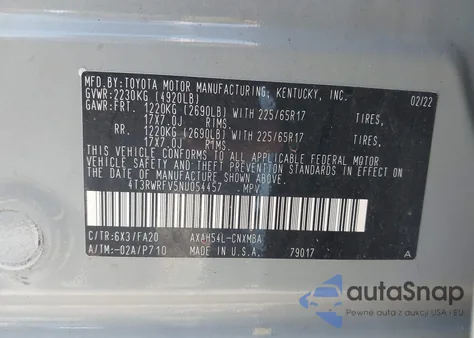 MFD.BY:TOYOTA MOTOR MANUFACTURING, KENTUCKY, INC.
GVWR:2230KG (4920LB) 02/22
GAWR:FRT. 1220KG (2690LB) WITH 225/65R17 TIRES,
17X7.0J RIMS
RR. 1220KG (2690LB) WITH 225/65R17 TIRES,
17X7.0J RIMS.
THIS VEHICLE CONFORMS TO ALL APPLICABLE FEDERAL MOTOR
VEHICLE SAFETY, BUMPER, AND THEFT PREVENTION STANDARDS
IN EFFECT ON THE DATE OF MANUFACTURE SHOWN ABOVE.
4T3RWRFV5NU054457 MPV
C/TR:6X3/FA20 AXAH54L-CNXMBA
A/TM:-02A/P710 MADE IN U.S.A. 79017 A
autoSnap
Pewne auta z aukcji USA i EU